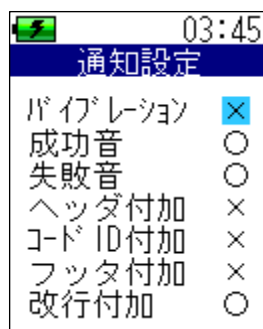 03:45
通知設定
バイブレーション ×
成功音 ○
失敗音 ○
ヘッダ付加 ×
コードID付加 ×
フッタ付加 ×
改行付加 ○